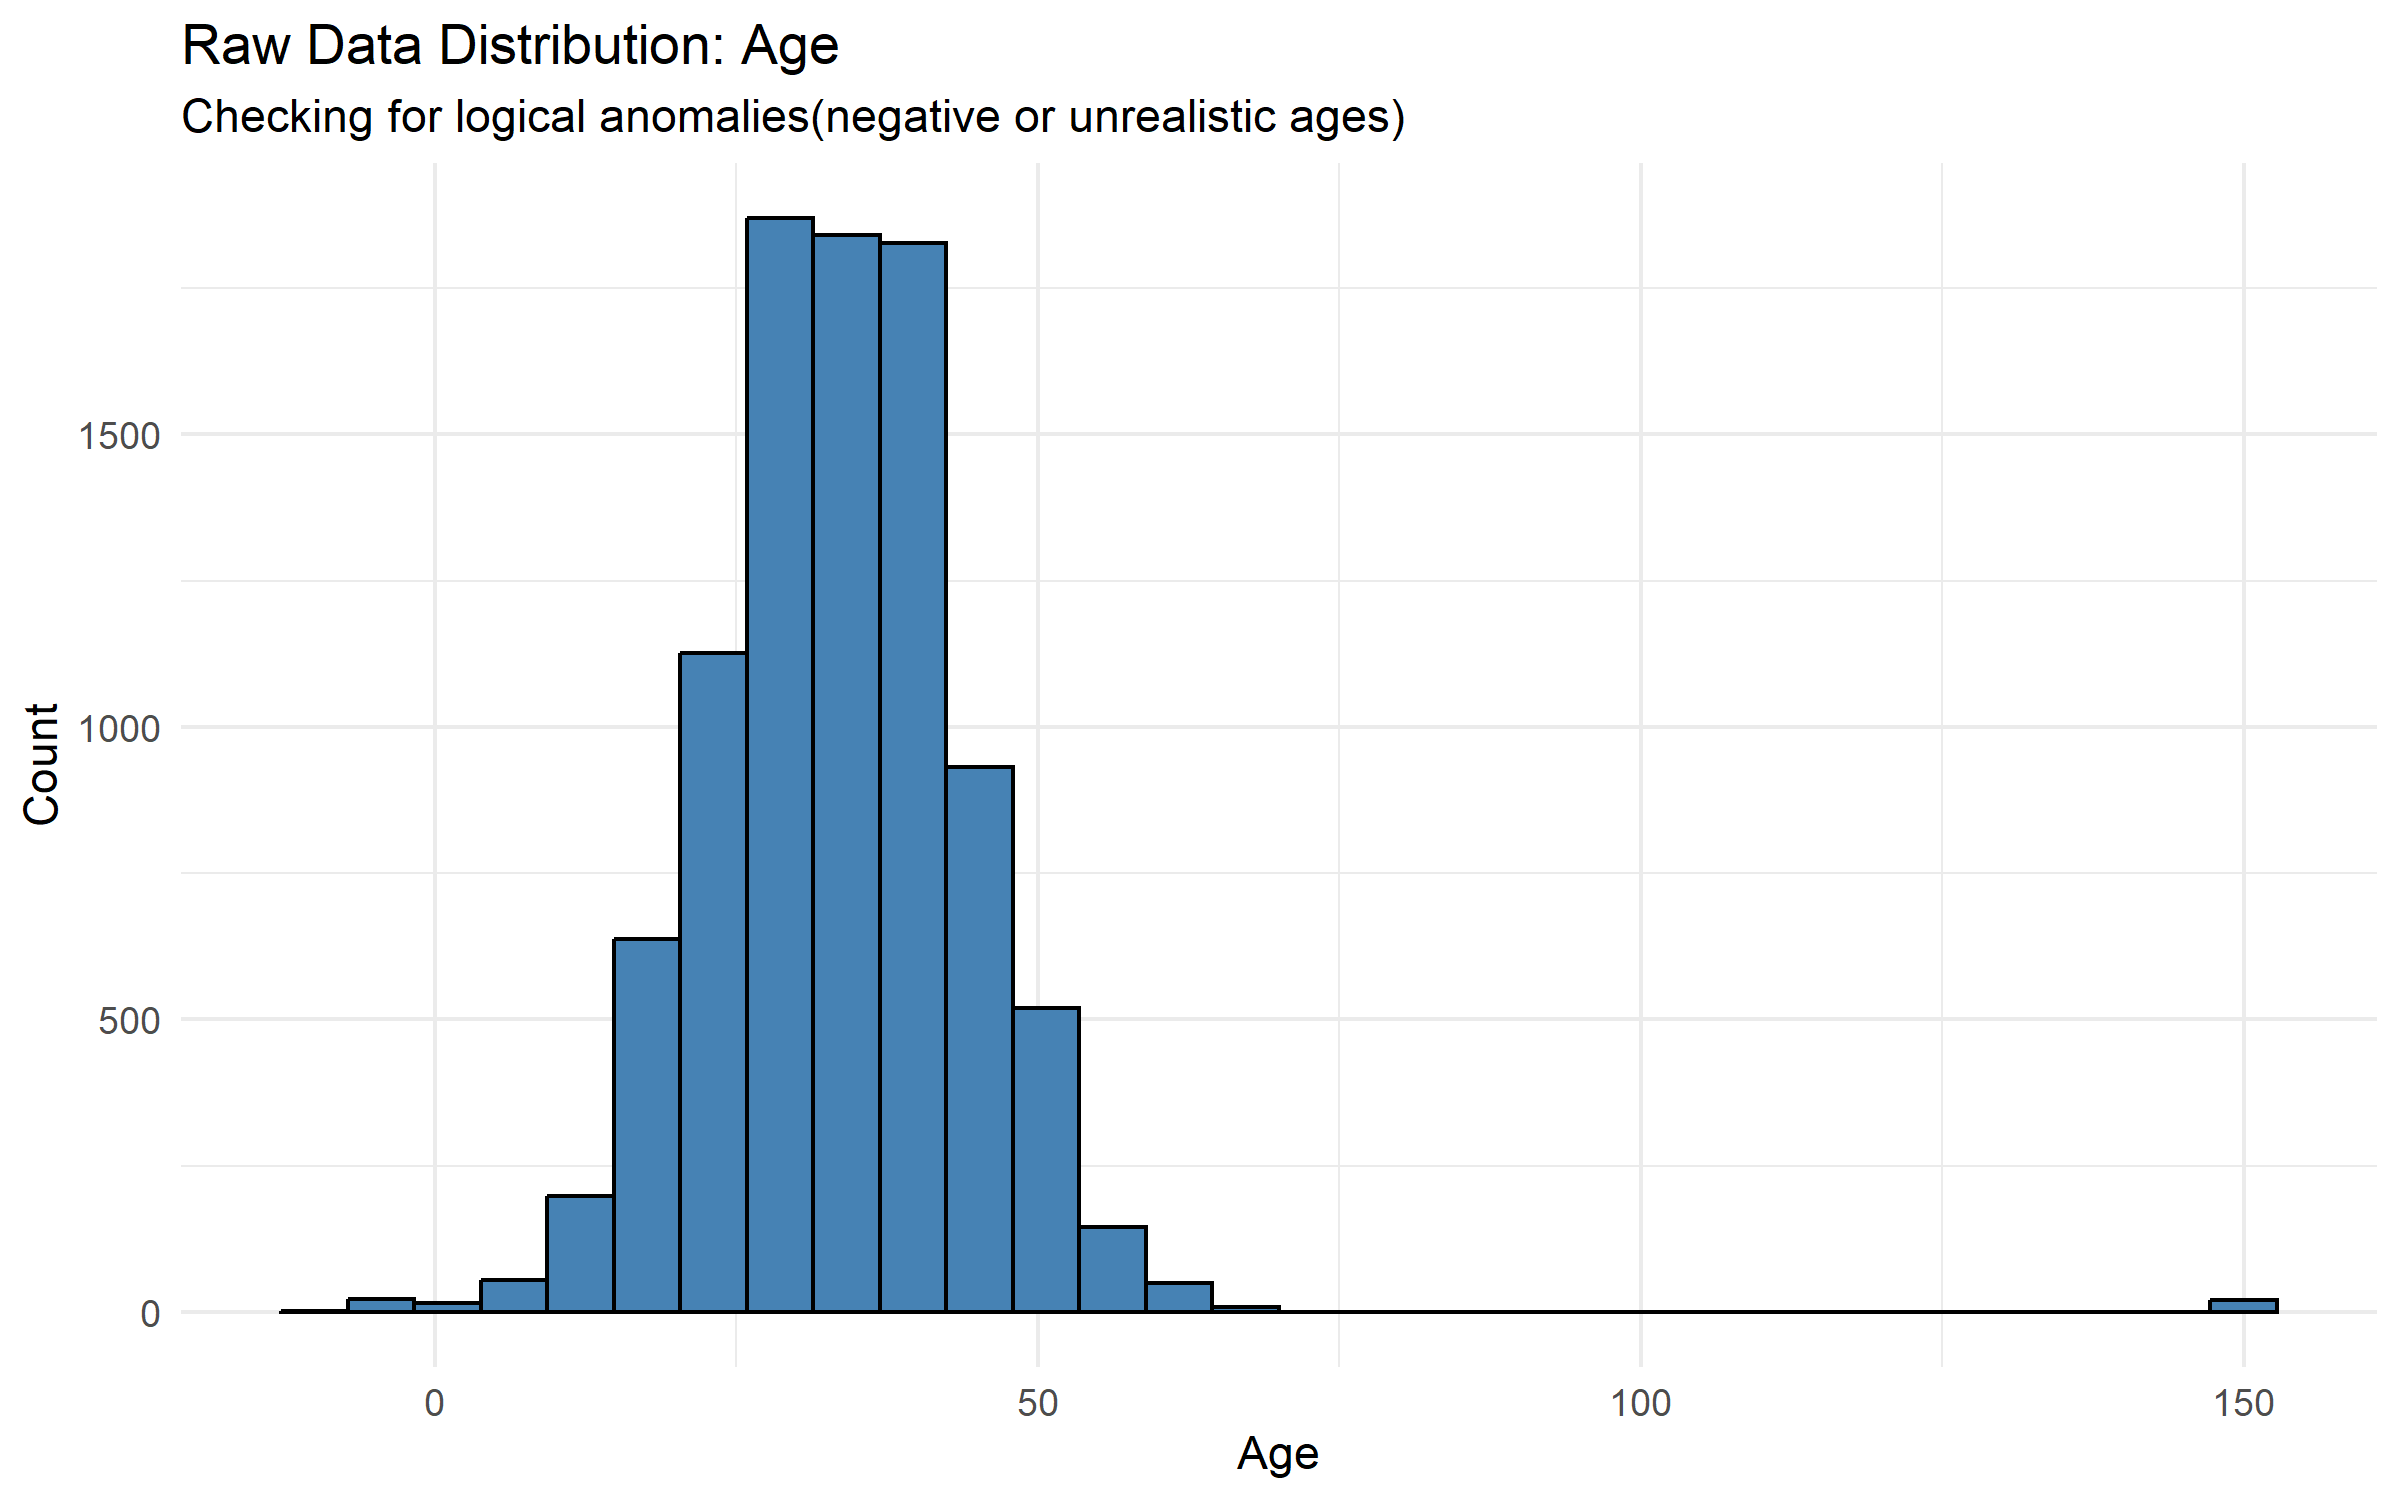 Raw Data Distribution: Age
Checking for logical anomalies(negative or unrealistic ages)
Count
1500
1000
500
0
0 50 100 150
Age